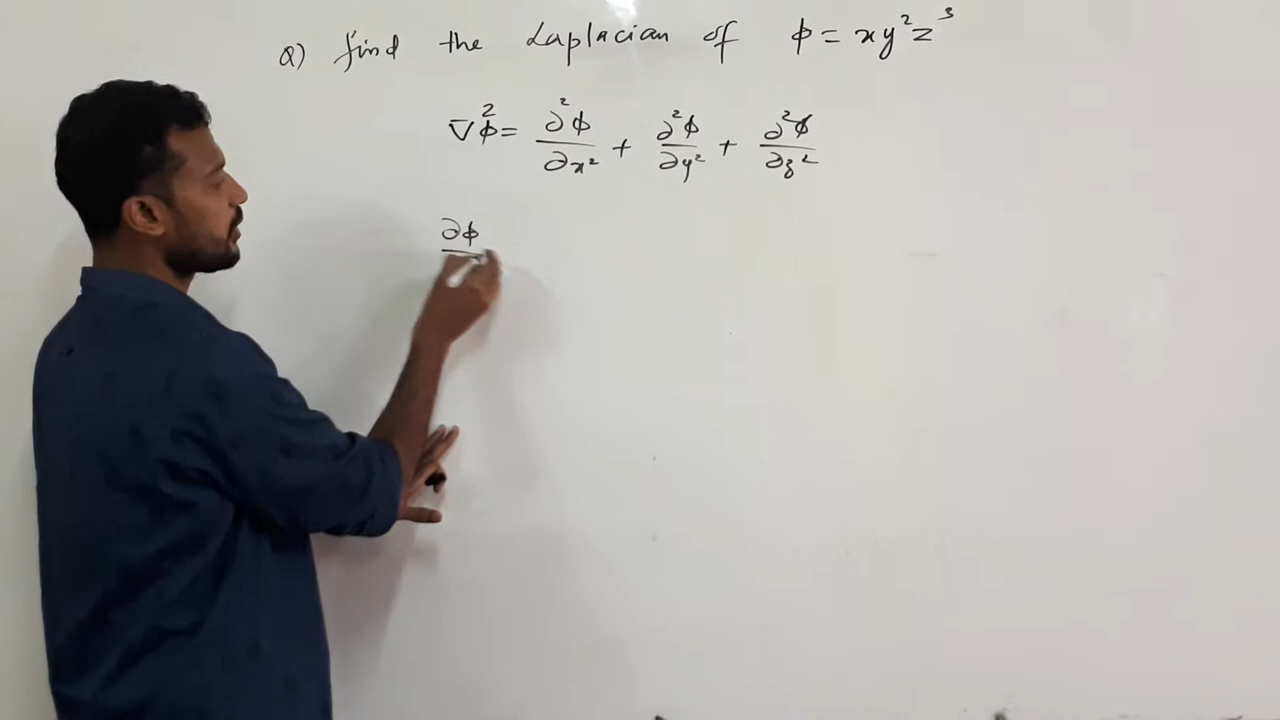 Q) find the Laplacian of ϕ = xy²z³
∇²ϕ = ∂²ϕ/∂x² + ∂²ϕ/∂y² + ∂²ϕ/∂z²
∂ϕ